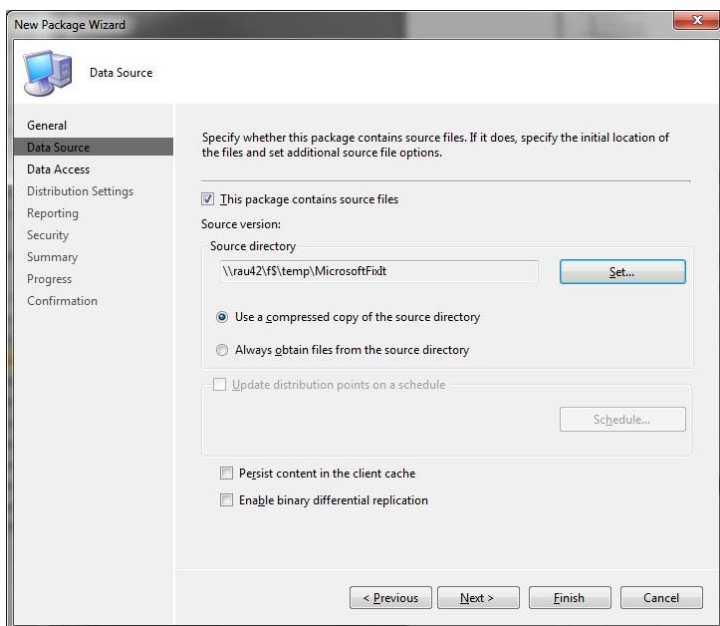 New Package Wizard
Data Source
General
Data Source
Data Access
Distribution Settings
Reporting
Security
Summary
Progress
Confirmation
Specify whether this package contains source files. If it does, specify the initial location of
the files and set additional source file options.
This package contains source files
Source version:
Source directory
\\rau42\f$\temp\MicrosoftFixIt
Set...
Use a compressed copy of the source directory
Always obtain files from the source directory
Update distribution points on a schedule
Schedule...
Persist content in the client cache
Enable binary differential replication
< Previous
Next >
Finish
Cancel